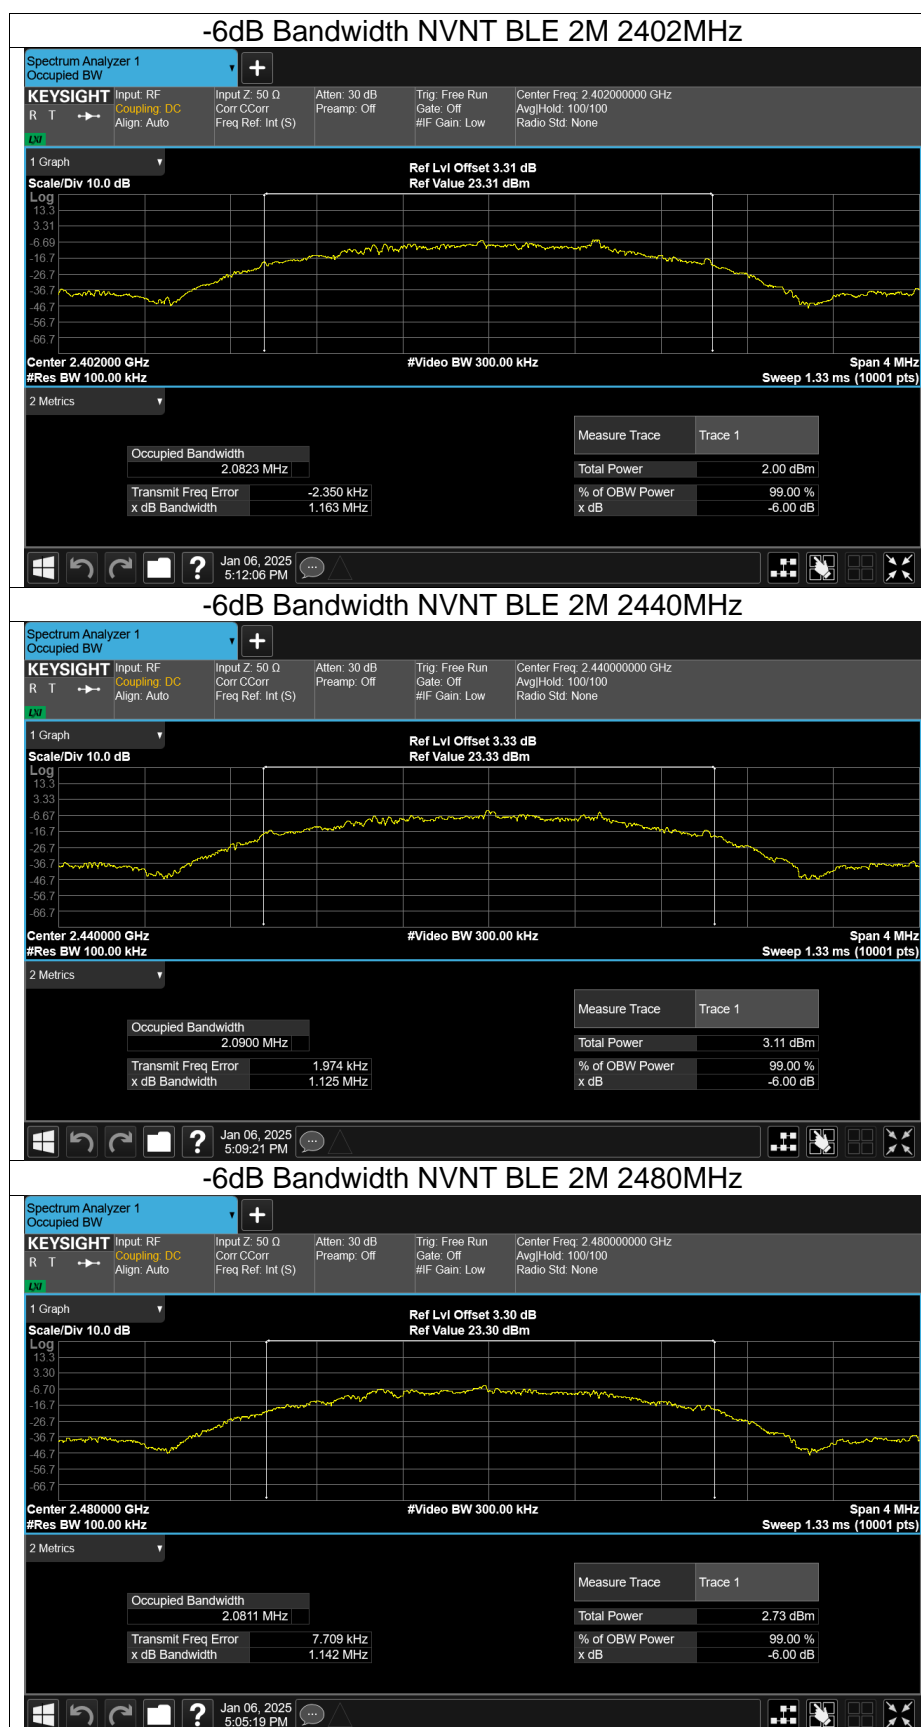 -6dB Bandwidth NVNT BLE 2M 2402MHz
Spectrum Analyzer 1
Occupied BW
+
KEYSIGHT Input: RF Input Z: 50 Ω Atten: 30 dB Trig: Free Run Center Freq: 2.402000000 GHz
R T Coupling: DC Corr CCorr Preamp: Off Gate: Off Avg|Hold: 100/100
Align: Auto Freq Ref: Int (S) #IF Gain: Low Radio Std: None
LXI
1 Graph
Ref Lvl Offset 3.31 dB
Scale/Div 10.0 dB Ref Value 23.31 dBm
Log
13.3
3.31
-6.69
-16.7
-26.7
-36.7
-46.7
-56.7
-66.7
Center 2.402000 GHz #Video BW 300.00 kHz Span 4 MHz
#Res BW 100.00 kHz Sweep 1.33 ms (10001 pts)
2 Metrics
Measure Trace Trace 1
Occupied Bandwidth
2.0823 MHz Total Power 2.00 dBm
Transmit Freq Error -2.350 kHz % of OBW Power 99.00 %
x dB Bandwidth 1.163 MHz x dB -6.00 dB
? Jan 06, 2025
5:12:06 PM
-6dB Bandwidth NVNT BLE 2M 2440MHz
Spectrum Analyzer 1
Occupied BW
+
KEYSIGHT Input: RF Input Z: 50 Ω Atten: 30 dB Trig: Free Run Center Freq: 2.440000000 GHz
R T Coupling: DC Corr CCorr Preamp: Off Gate: Off Avg|Hold: 100/100
Align: Auto Freq Ref: Int (S) #IF Gain: Low Radio Std: None
LXI
1 Graph
Ref Lvl Offset 3.33 dB
Scale/Div 10.0 dB Ref Value 23.33 dBm
Log
13.3
3.33
-6.67
-16.7
-26.7
-36.7
-46.7
-56.7
-66.7
Center 2.440000 GHz #Video BW 300.00 kHz Span 4 MHz
#Res BW 100.00 kHz Sweep 1.33 ms (10001 pts)
2 Metrics
Measure Trace Trace 1
Occupied Bandwidth
2.0900 MHz Total Power 3.11 dBm
Transmit Freq Error 1.974 kHz % of OBW Power 99.00 %
x dB Bandwidth 1.125 MHz x dB -6.00 dB
? Jan 06, 2025
5:09:21 PM
-6dB Bandwidth NVNT BLE 2M 2480MHz
Spectrum Analyzer 1
Occupied BW
+
KEYSIGHT Input: RF Input Z: 50 Ω Atten: 30 dB Trig: Free Run Center Freq: 2.480000000 GHz
R T Coupling: DC Corr CCorr Preamp: Off Gate: Off Avg|Hold: 100/100
Align: Auto Freq Ref: Int (S) #IF Gain: Low Radio Std: None
LXI
1 Graph
Ref Lvl Offset 3.30 dB
Scale/Div 10.0 dB Ref Value 23.30 dBm
Log
13.3
3.30
-6.70
-16.7
-26.7
-36.7
-46.7
-56.7
-66.7
Center 2.480000 GHz #Video BW 300.00 kHz Span 4 MHz
#Res BW 100.00 kHz Sweep 1.33 ms (10001 pts)
2 Metrics
Measure Trace Trace 1
Occupied Bandwidth
2.0811 MHz Total Power 2.73 dBm
Transmit Freq Error 7.709 kHz % of OBW Power 99.00 %
x dB Bandwidth 1.142 MHz x dB -6.00 dB
? Jan 06, 2025
5:05:19 PM